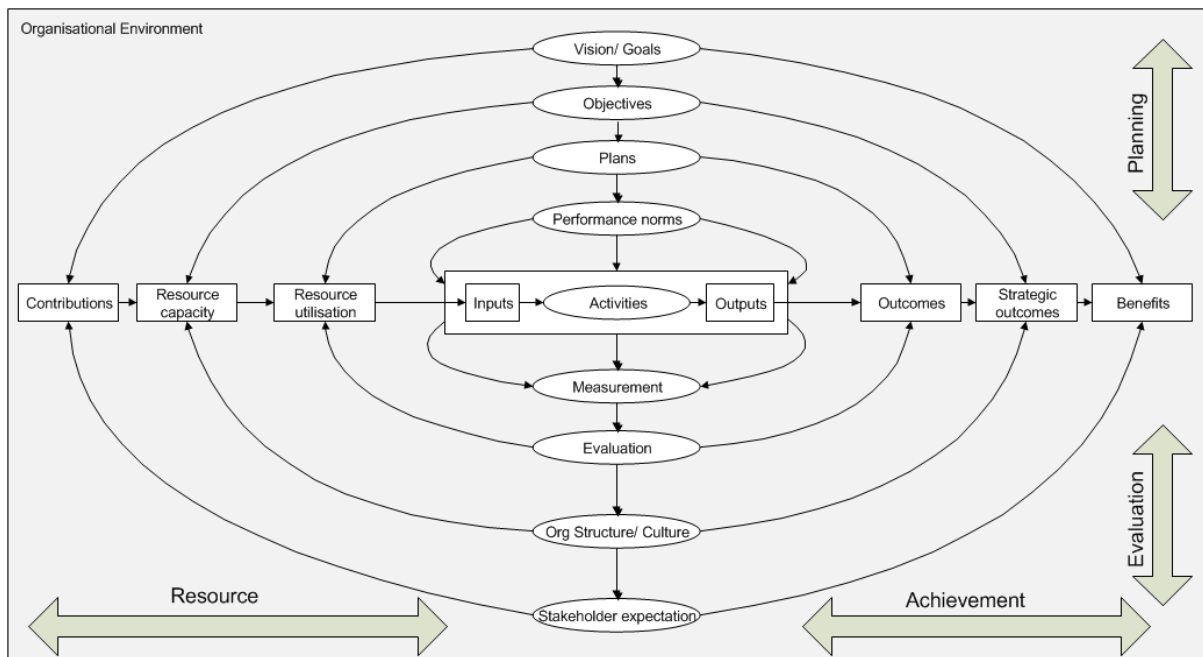 Organisational Environment
Vision/ Goals
Objectives
Plans
Planning
Performance norms
Contributions
Resource
capacity
Resource
utilisation
Inputs
Activities
Outputs
Outcomes
Strategic
outcomes
Benefits
Measurement
Evaluation
Evaluation
Org Structure/ Culture
Resource
Achievement
Stakeholder expectation